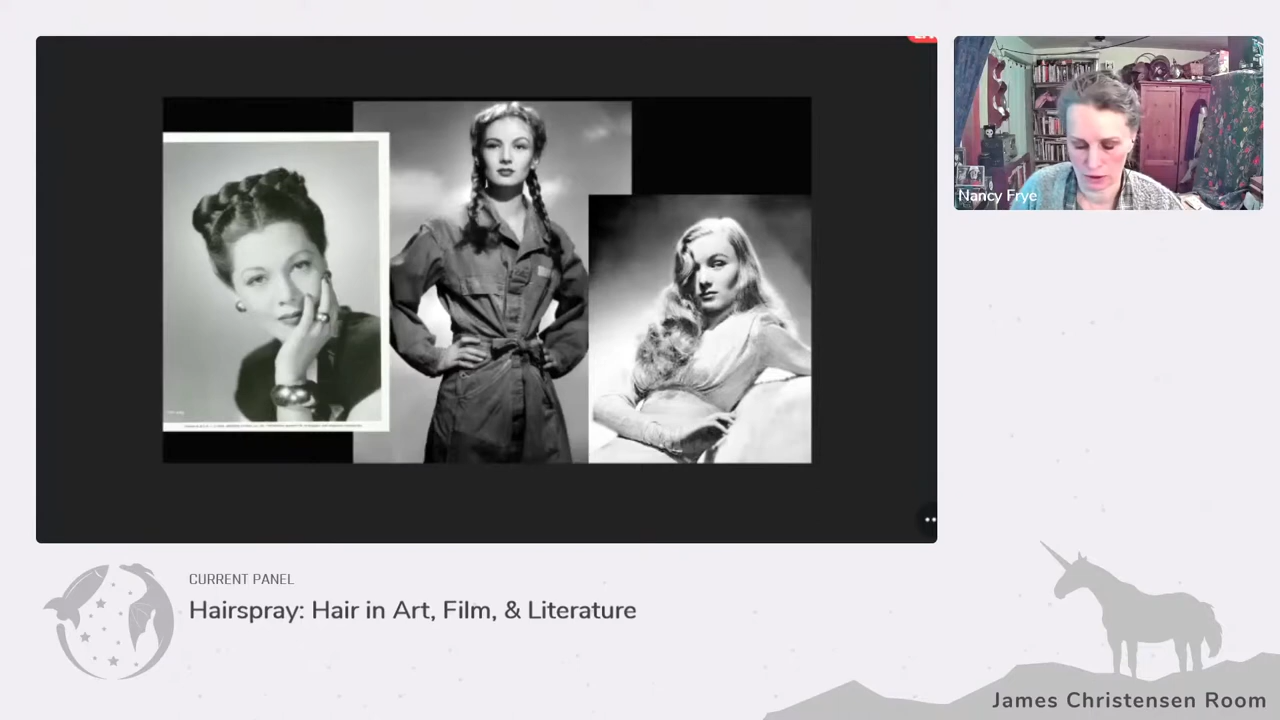 Nancy Frye
CURRENT PANEL
Hairspray: Hair in Art, Film, & Literature
James Christensen Room